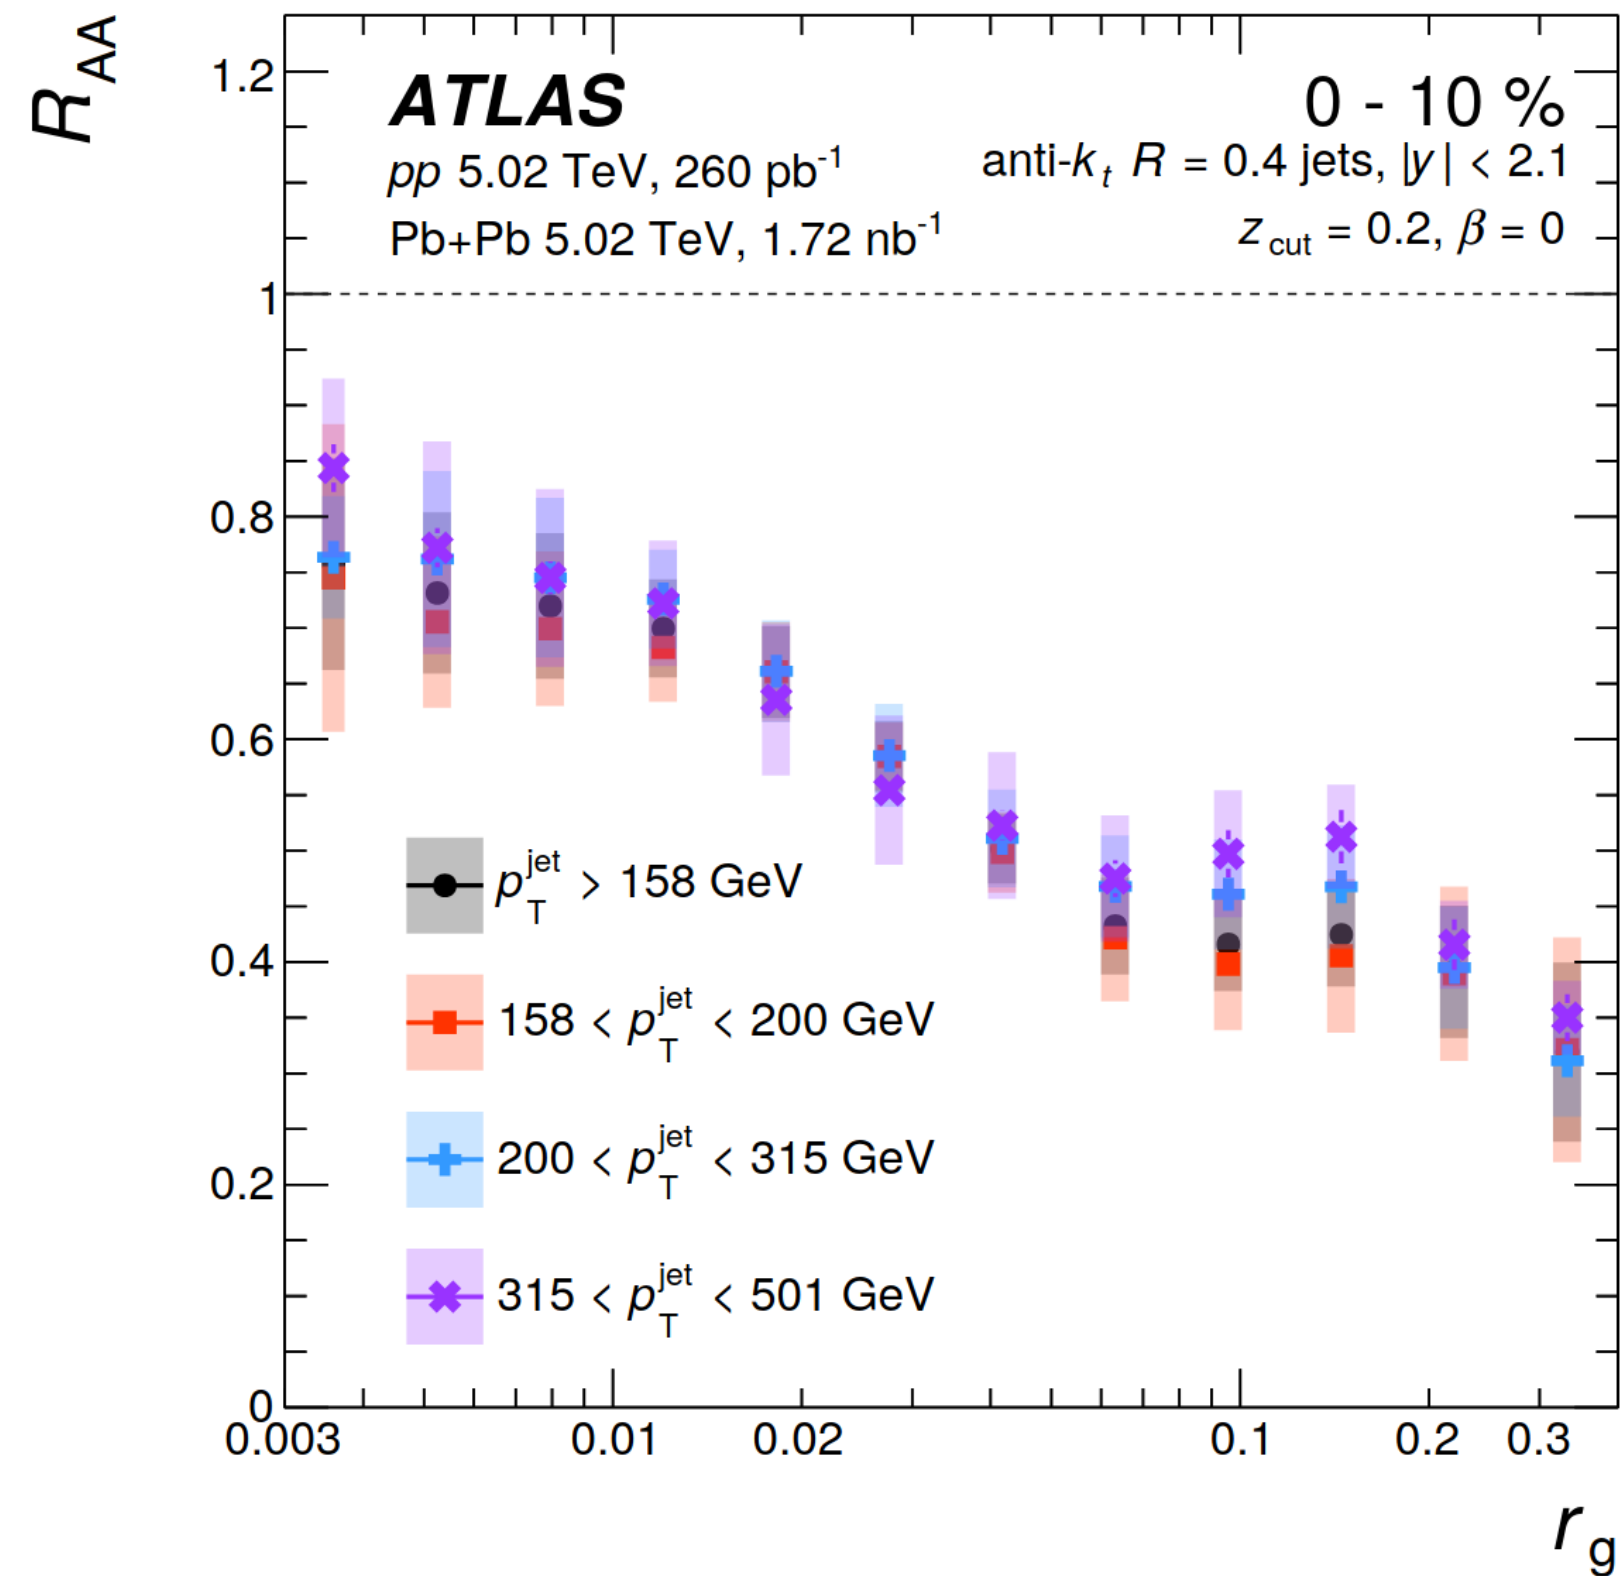 R_AA
1.2
1
0.8
0.6
0.4
0.2
0
ATLAS
pp 5.02 TeV, 260 pb^-1
Pb+Pb 5.02 TeV, 1.72 nb^-1
0 - 10 %
anti-k_t R = 0.4 jets, |y| < 2.1
z_cut = 0.2, β = 0
p_T^jet > 158 GeV
158 < p_T^jet < 200 GeV
200 < p_T^jet < 315 GeV
315 < p_T^jet < 501 GeV
0.003 0.01 0.02 0.1 0.2 0.3
r_g